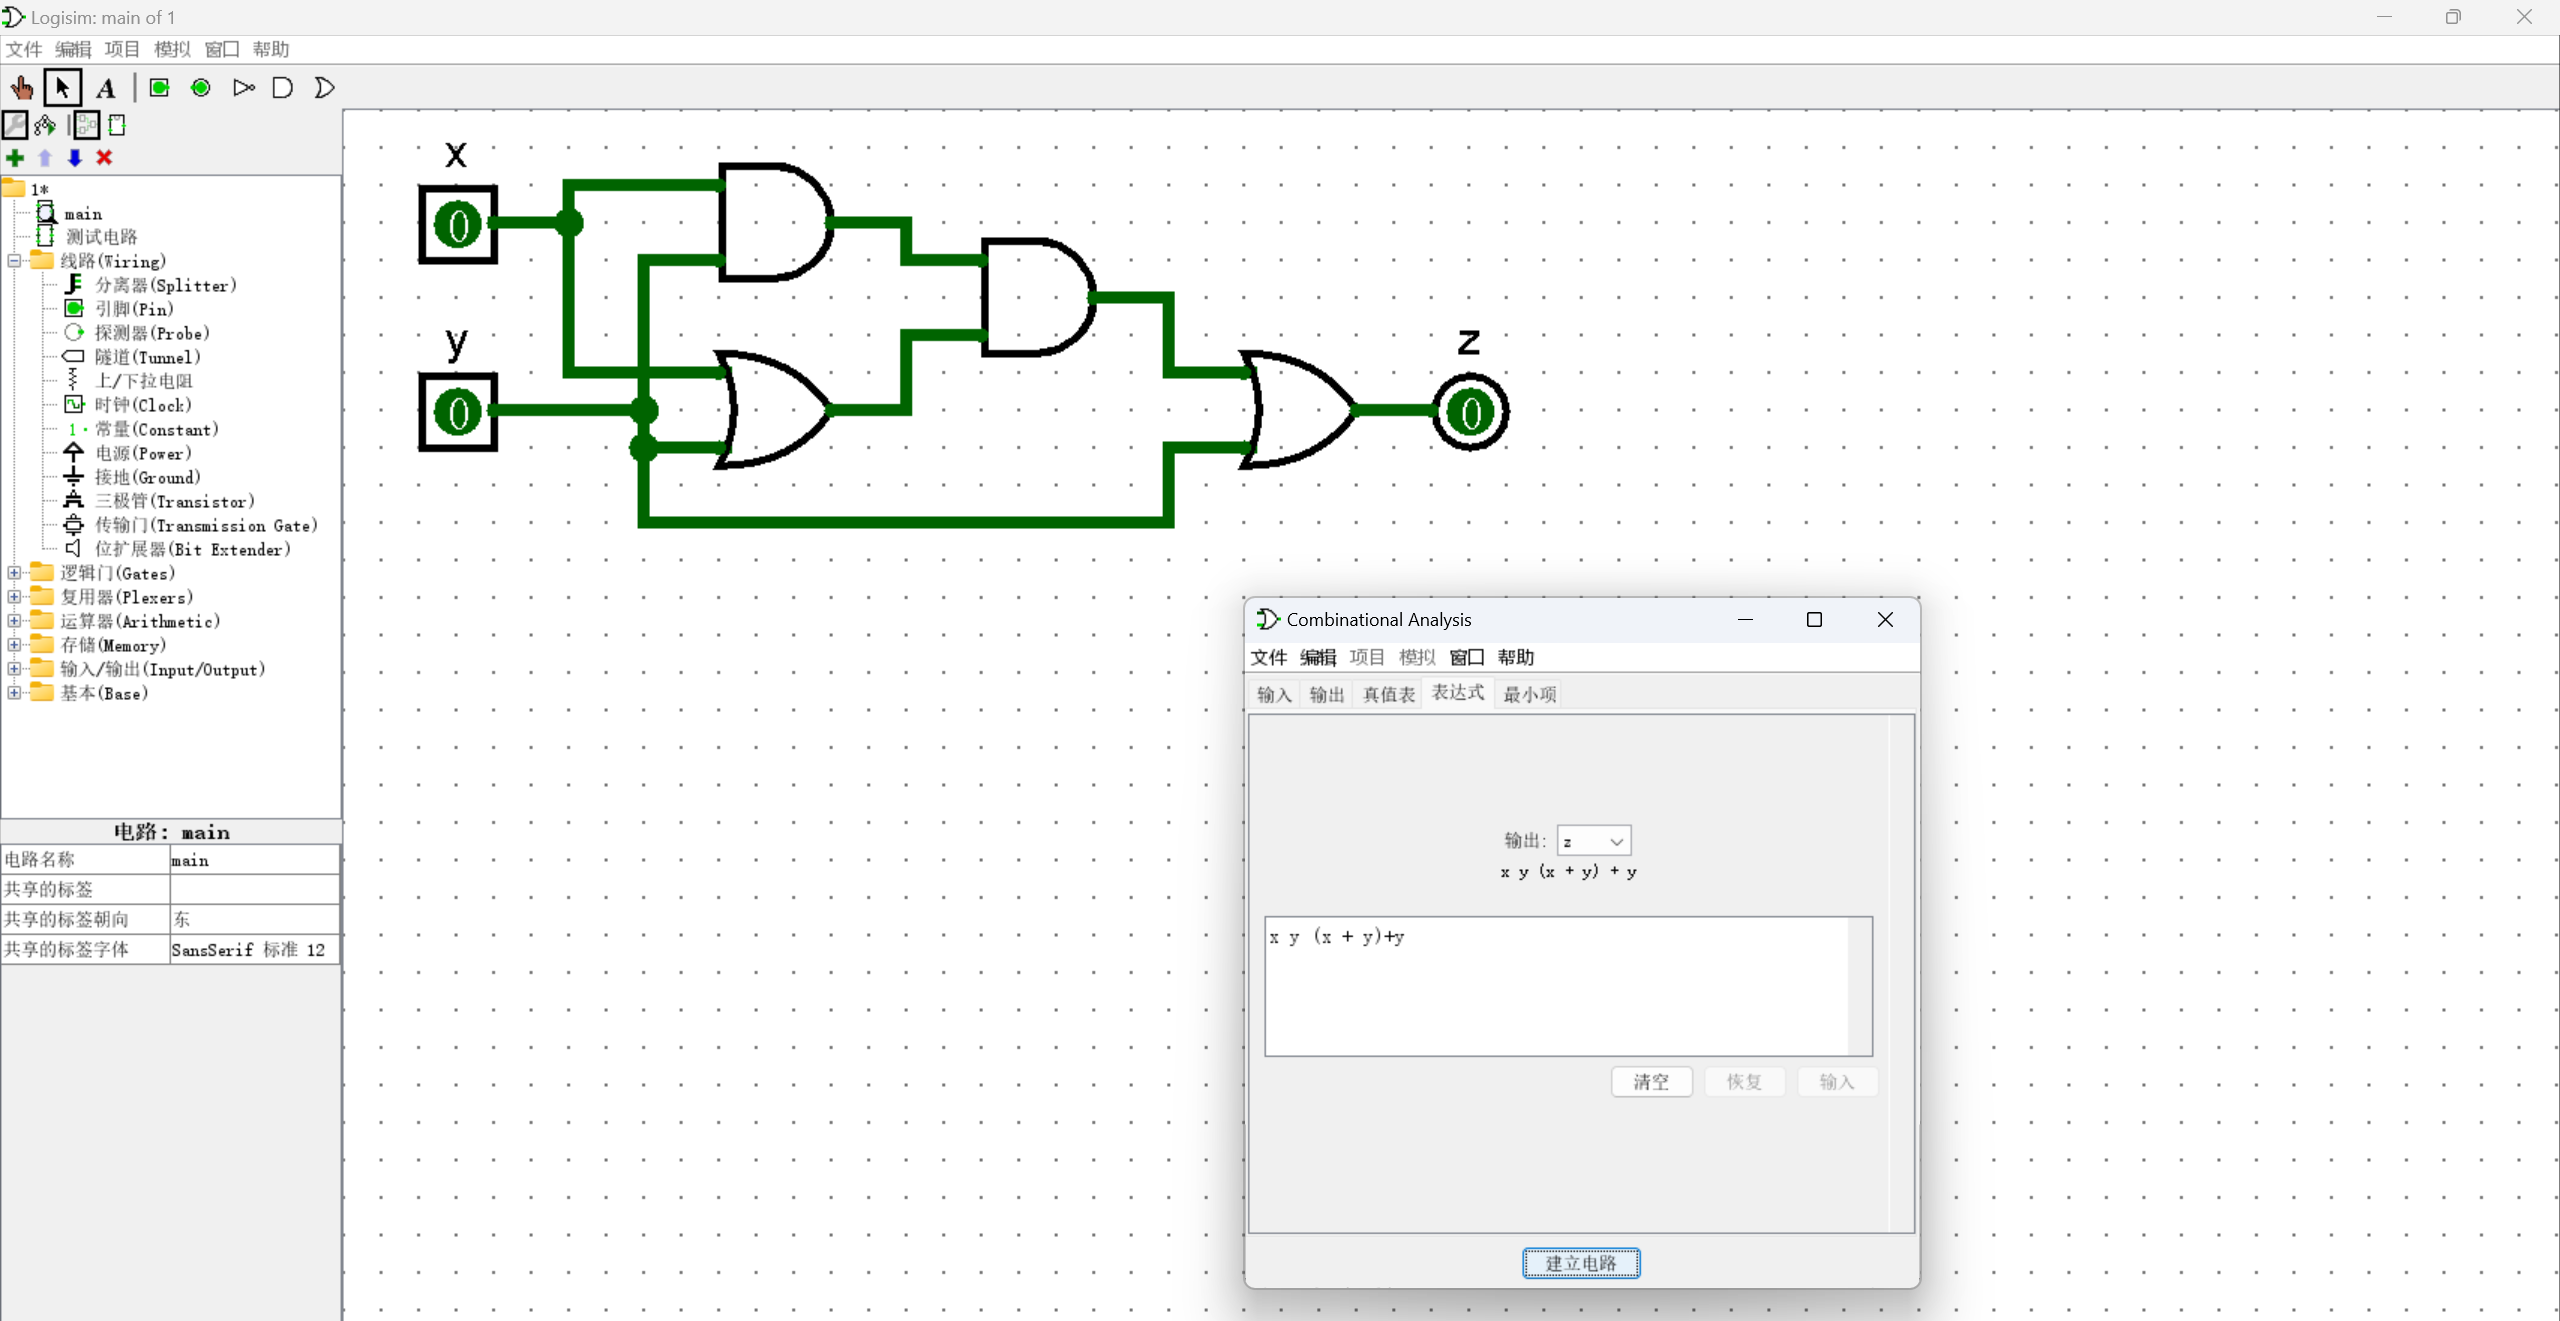 Logisim: main of 1
文件 编辑 项目 模拟 窗口 帮助
A
1*
main
测试电路
线路(Wiring)
分离器(Splitter)
引脚(Pin)
探测器(Probe)
隧道(Tunnel)
上/下拉电阻
时钟(Clock)
1 常量(Constant)
电源(Power)
接地(Ground)
三极管(Transistor)
传输门(Transmission Gate)
位扩展器(Bit Extender)
逻辑门(Gates)
复用器(Plexers)
运算器(Arithmetic)
存储(Memory)
输入/输出(Input/Output)
基本(Base)
电路: main
电路名称 main
共享的标签
共享的标签朝向 东
共享的标签字体 SansSerif 标准 12
x
0
y
0
z
0
Combinational Analysis
文件 编辑 项目 模拟 窗口 帮助
输入 输出 真值表 表达式 最小项
输出: z
x y (x + y) + y
x y (x + y)+y
清空 恢复 输入
建立电路